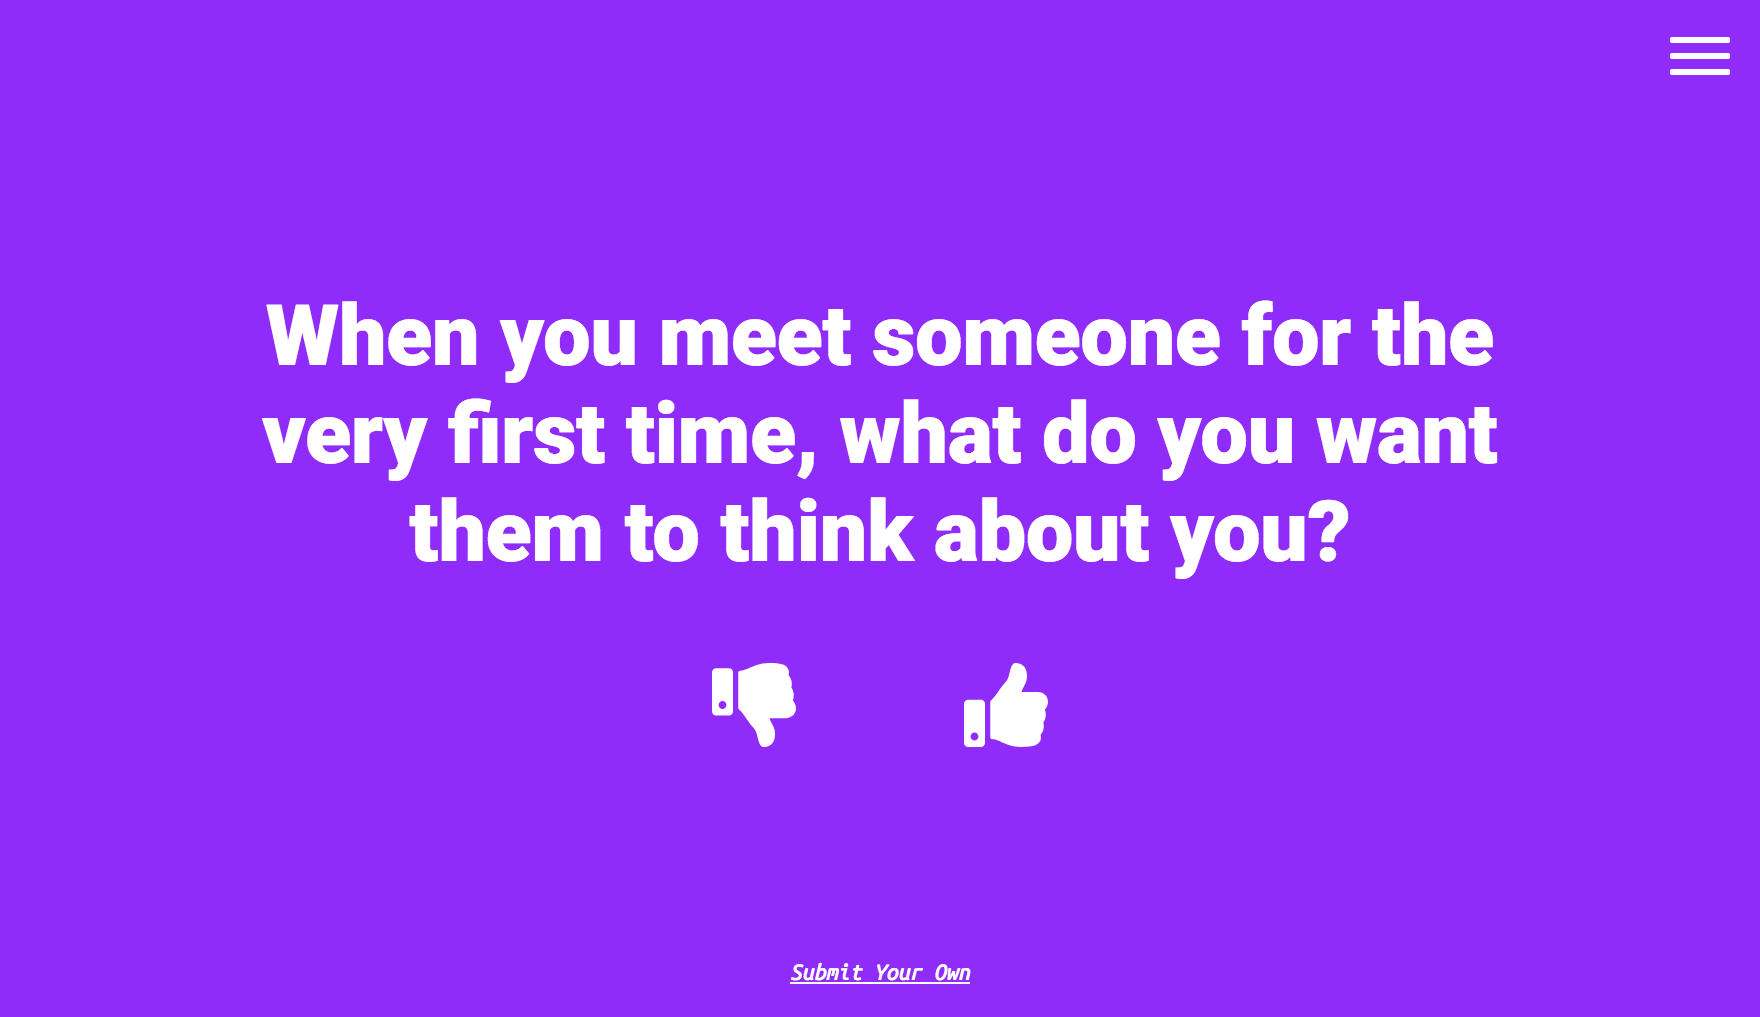 When you meet someone for the
very first time, what do you want
them to think about you?
Submit Your Own